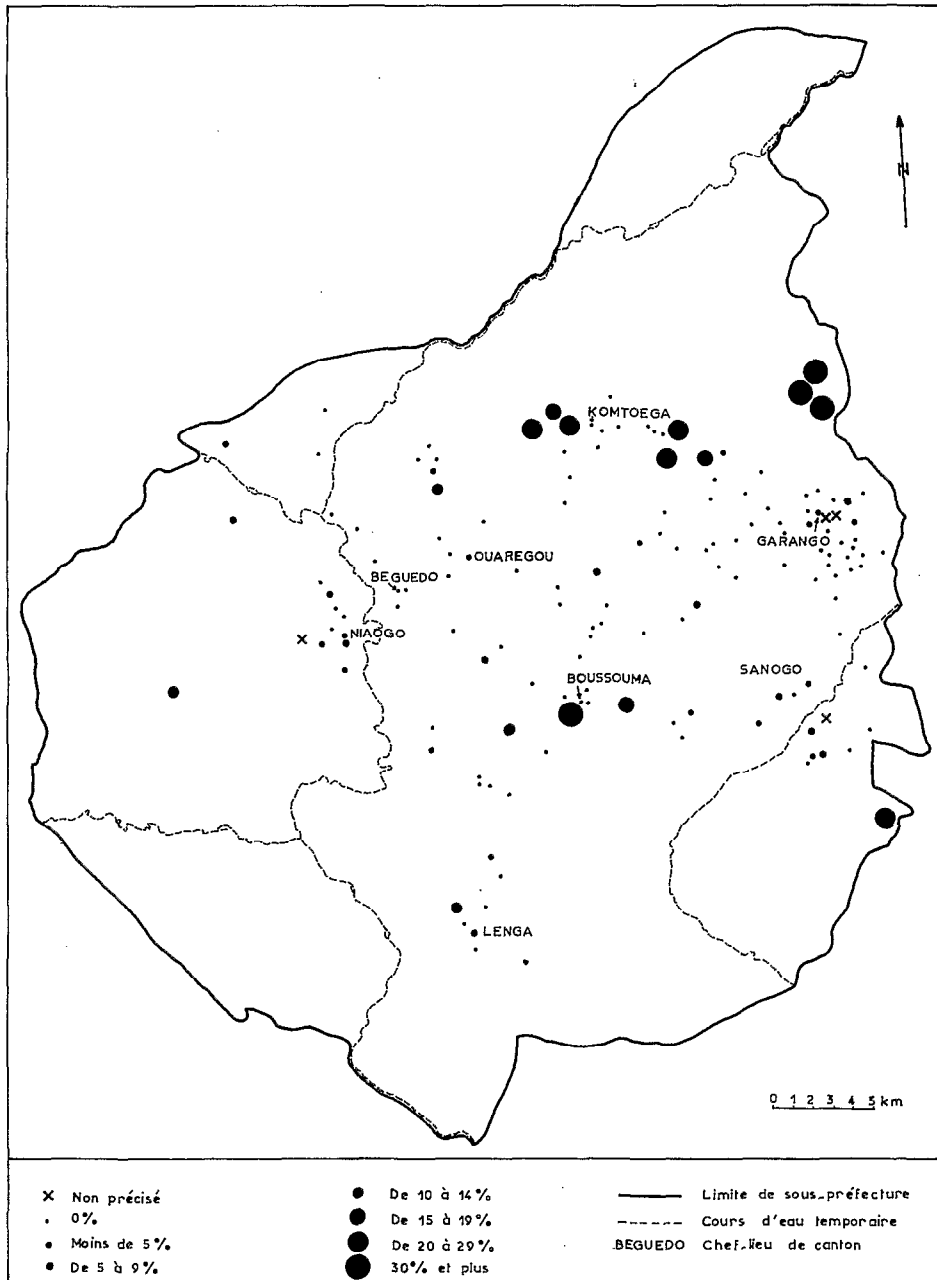 N
KOMTOEGA
GARANGO
OUAREGOU
BEGUEDO
NIAOGO
SANOGO
BOUSSOUMA
LENGA
0 1 2 3 4 5 km
Non précisé
0%
Moins de 5%
De 5 à 9%
De 10 à 14%
De 15 à 19%
De 20 à 29%
30% et plus
Limite de sous-préfecture
Cours d'eau temporaire
BEGUEDO Chef-lieu de canton